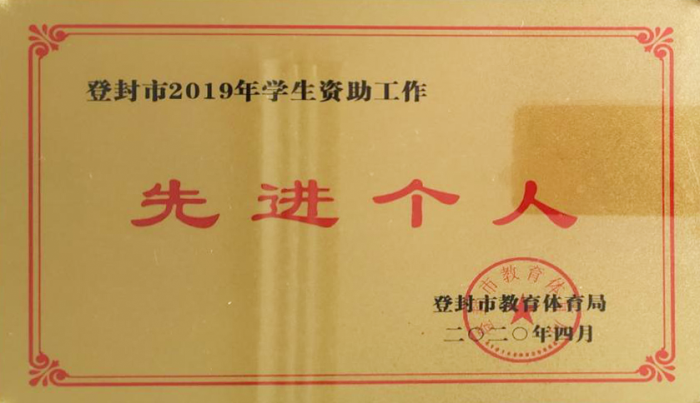 登封市2019年学生资助工作
先进个人
登封市教育体育局
二〇二〇年四月